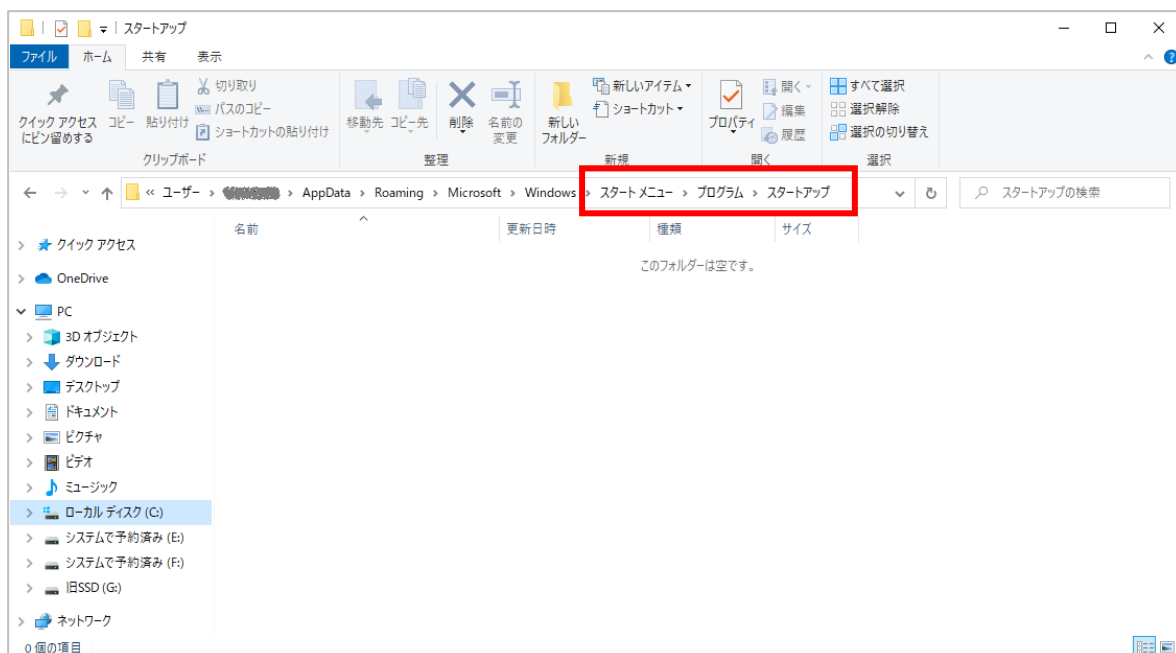 スタートアップ
ファイル ホーム 共有 表示
クイック アクセスにピン留めする
コピー
貼り付け
切り取り
パスのコピー
ショートカットの貼り付け
クリップボード
移動先
コピー先
削除
名前の変更
整理
新しいフォルダー
新しいアイテム
ショートカット
新規
プロパティ
開く
編集
履歴
開く
すべて選択
選択解除
選択の切り替え
選択
« ユーザー › › AppData › Roaming › Microsoft › Windows › スタート メニュー › プログラム › スタートアップ
スタートアップの検索
名前 更新日時 種類 サイズ
このフォルダーは空です。
クイック アクセス
OneDrive
PC
3D オブジェクト
ダウンロード
デスクトップ
ドキュメント
ピクチャ
ビデオ
ミュージック
ローカル ディスク (C:)
システムで予約済み (E:)
システムで予約済み (F:)
旧SSD (G:)
ネットワーク
0 個の項目